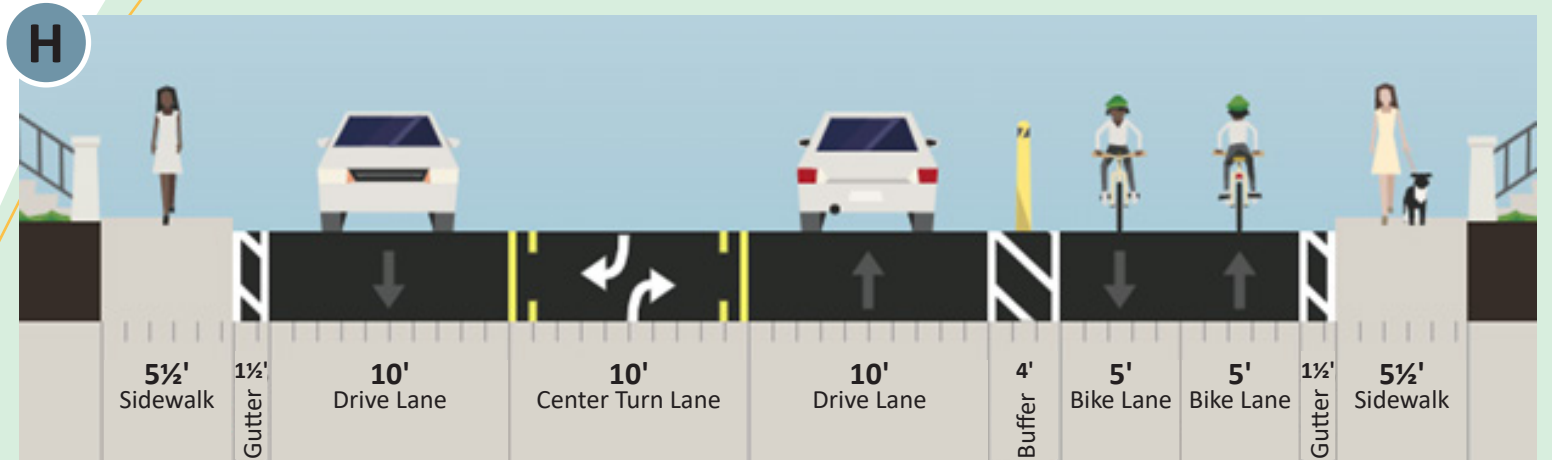 H
5½'
Sidewalk
1½'
Gutter
10'
Drive Lane
10'
Center Turn Lane
10'
Drive Lane
4'
Buffer
5'
Bike Lane
5'
Bike Lane
1½'
Gutter
5½'
Sidewalk